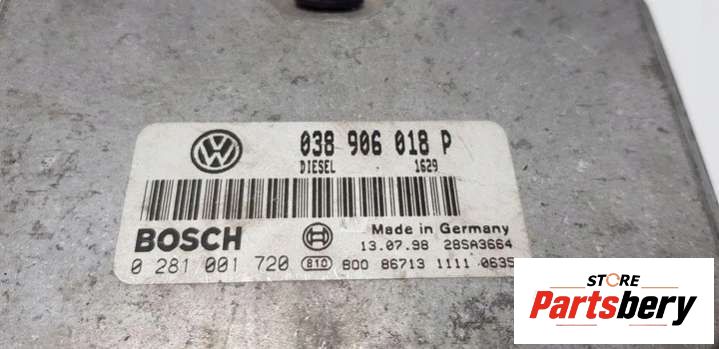 038 906 018 P
DIESEL 1629
BOSCH
Made in Germany
13.07.98 28SA3664
0 281 001 720 810 800 86713 1111 0635
STORE
Partsbery